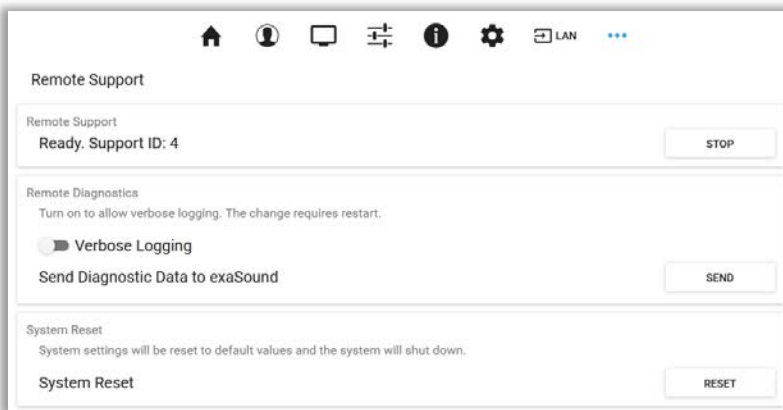 LAN
Remote Support
Remote Support
Ready. Support ID: 4
STOP
Remote Diagnostics
Turn on to allow verbose logging. The change requires restart.
Verbose Logging
Send Diagnostic Data to exaSound
SEND
System Reset
System settings will be reset to default values and the system will shut down.
System Reset
RESET